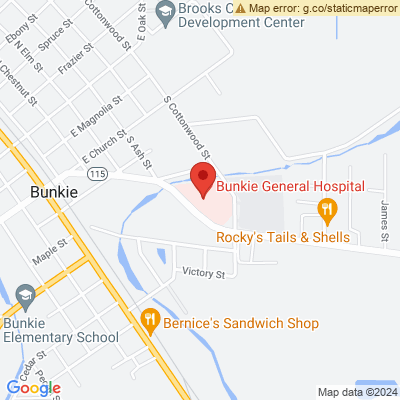 Map error: g.co/staticmaperror
Brooks C
Development Center
E Oak St
Cottonwood St
Ebony St
Spruce St
N Elm St
Chestnut St
Frazier St
E Magnolia St
S Cottonwood St
E Church St
S Ash St
115
Bunkie
Bunkie General Hospital
James St
Rocky's Tails & Shells
Maple St
Victory St
Bunkie
Elementary School
Bernice's Sandwich Shop
Cedar St
Google
Map data ©2024